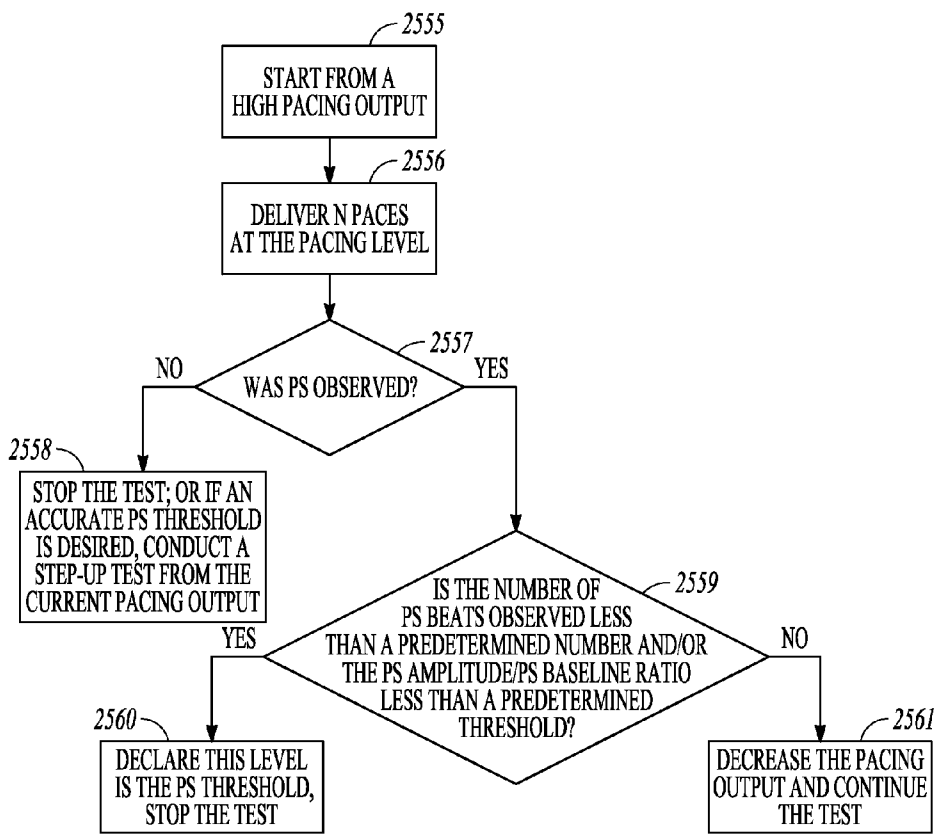 2555
START FROM A
HIGH PACING OUTPUT
2556
DELIVER N PACES
AT THE PACING LEVEL
2557
NO
YES
WAS PS OBSERVED?
2558
STOP THE TEST; OR IF AN
ACCURATE PS THRESHOLD
IS DESIRED, CONDUCT A
STEP-UP TEST FROM THE
CURRENT PACING OUTPUT
2559
IS THE NUMBER OF
PS BEATS OBSERVED LESS
THAN A PREDETERMINED NUMBER AND/OR
THE PS AMPLITUDE/PS BASELINE RATIO
LESS THAN A PREDETERMINED
THRESHOLD?
YES
NO
2560
DECLARE THIS LEVEL
IS THE PS THRESHOLD,
STOP THE TEST
2561
DECREASE THE PACING
OUTPUT AND CONTINUE
THE TEST